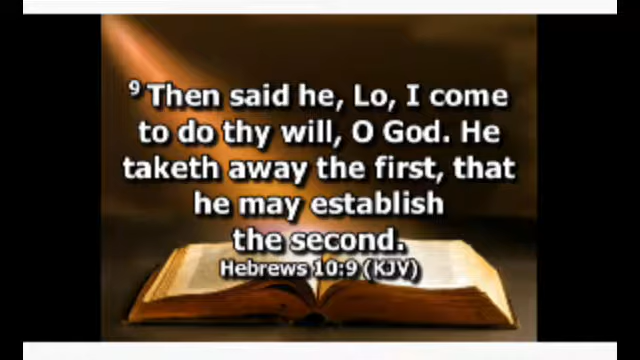 9 Then said he, Lo, I come
to do thy will, O God. He
taketh away the first, that
he may establish
the second.
Hebrews 10:9 (KJV)